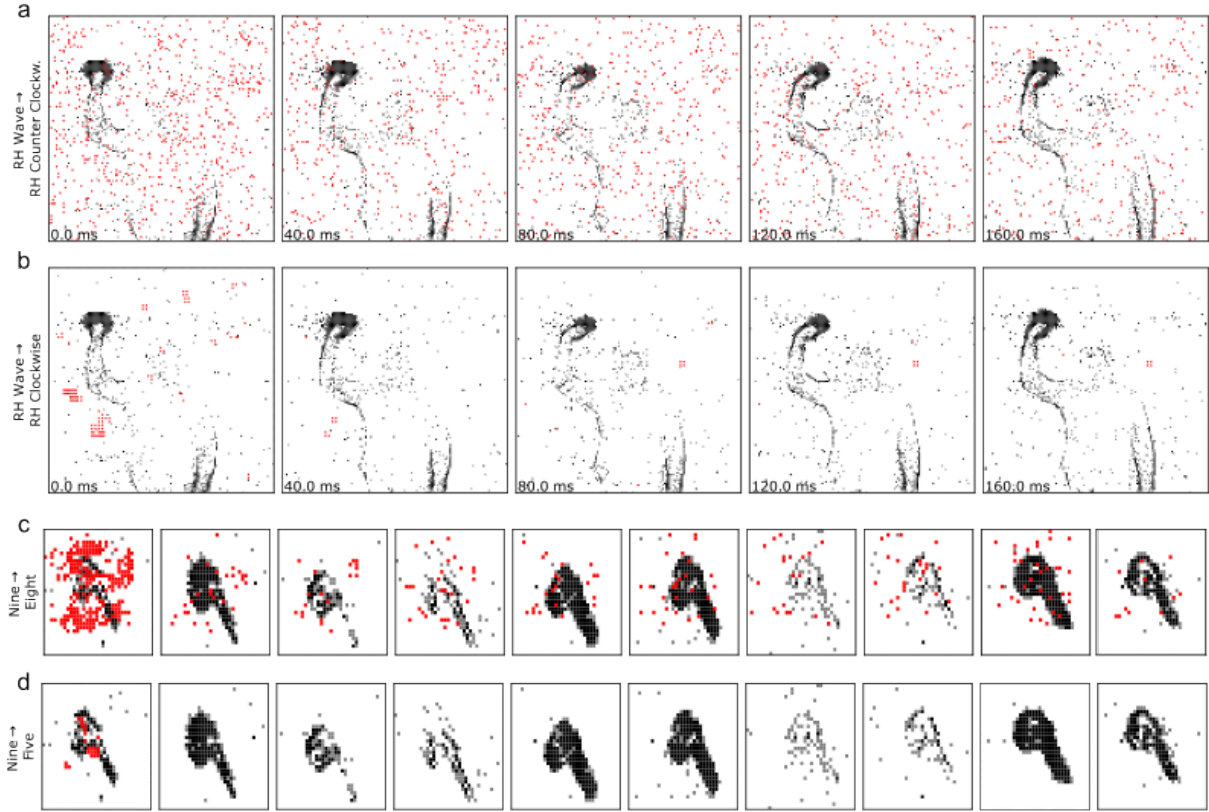 a
RH Wave →
RH Counter Clockw.
0.0 ms
40.0 ms
80.0 ms
120.0 ms
160.0 ms
b
RH Wave →
RH Clockwise
0.0 ms
40.0 ms
80.0 ms
120.0 ms
160.0 ms
c
Nine →
Eight
d
Nine →
Five